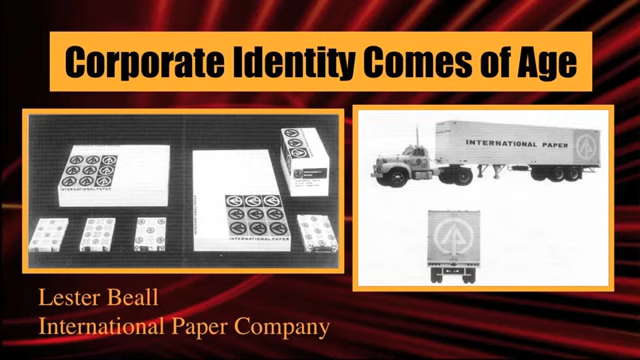 Corporate Identity Comes of Age
INTERNATIONAL PAPER
INTERNATIONAL PAPER
INTERNATIONAL PAPER
Lester Beall
International Paper Company